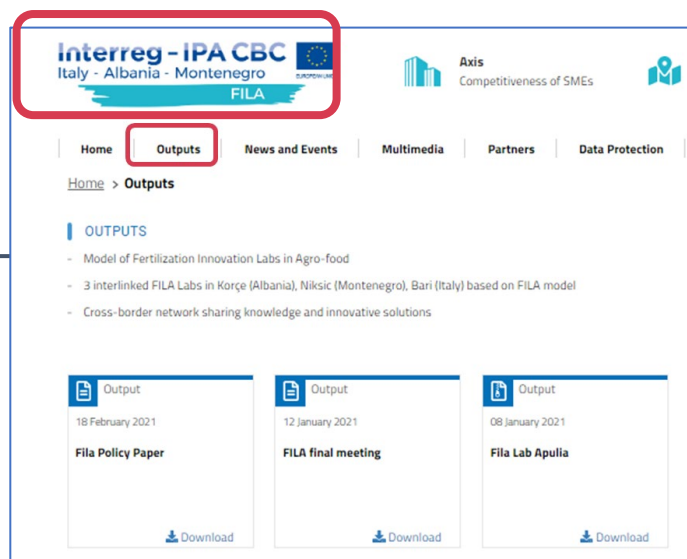 Interreg - IPA CBC
Italy - Albania - Montenegro
EUROPEAN UNION
FILA
Axis
Competitiveness of SMEs
Home Outputs News and Events Multimedia Partners Data Protection
Home > Outputs
OUTPUTS
- Model of Fertilization Innovation Labs in Agro-food
- 3 interlinked FILA Labs in Korçe (Albania), Niksic (Montenegro), Bari (Italy) based on FILA model
- Cross-border network sharing knowledge and innovative solutions
Output Output Output
18 February 2021 12 January 2021 08 January 2021
Fila Policy Paper FILA final meeting Fila Lab Apulia
Download Download Download